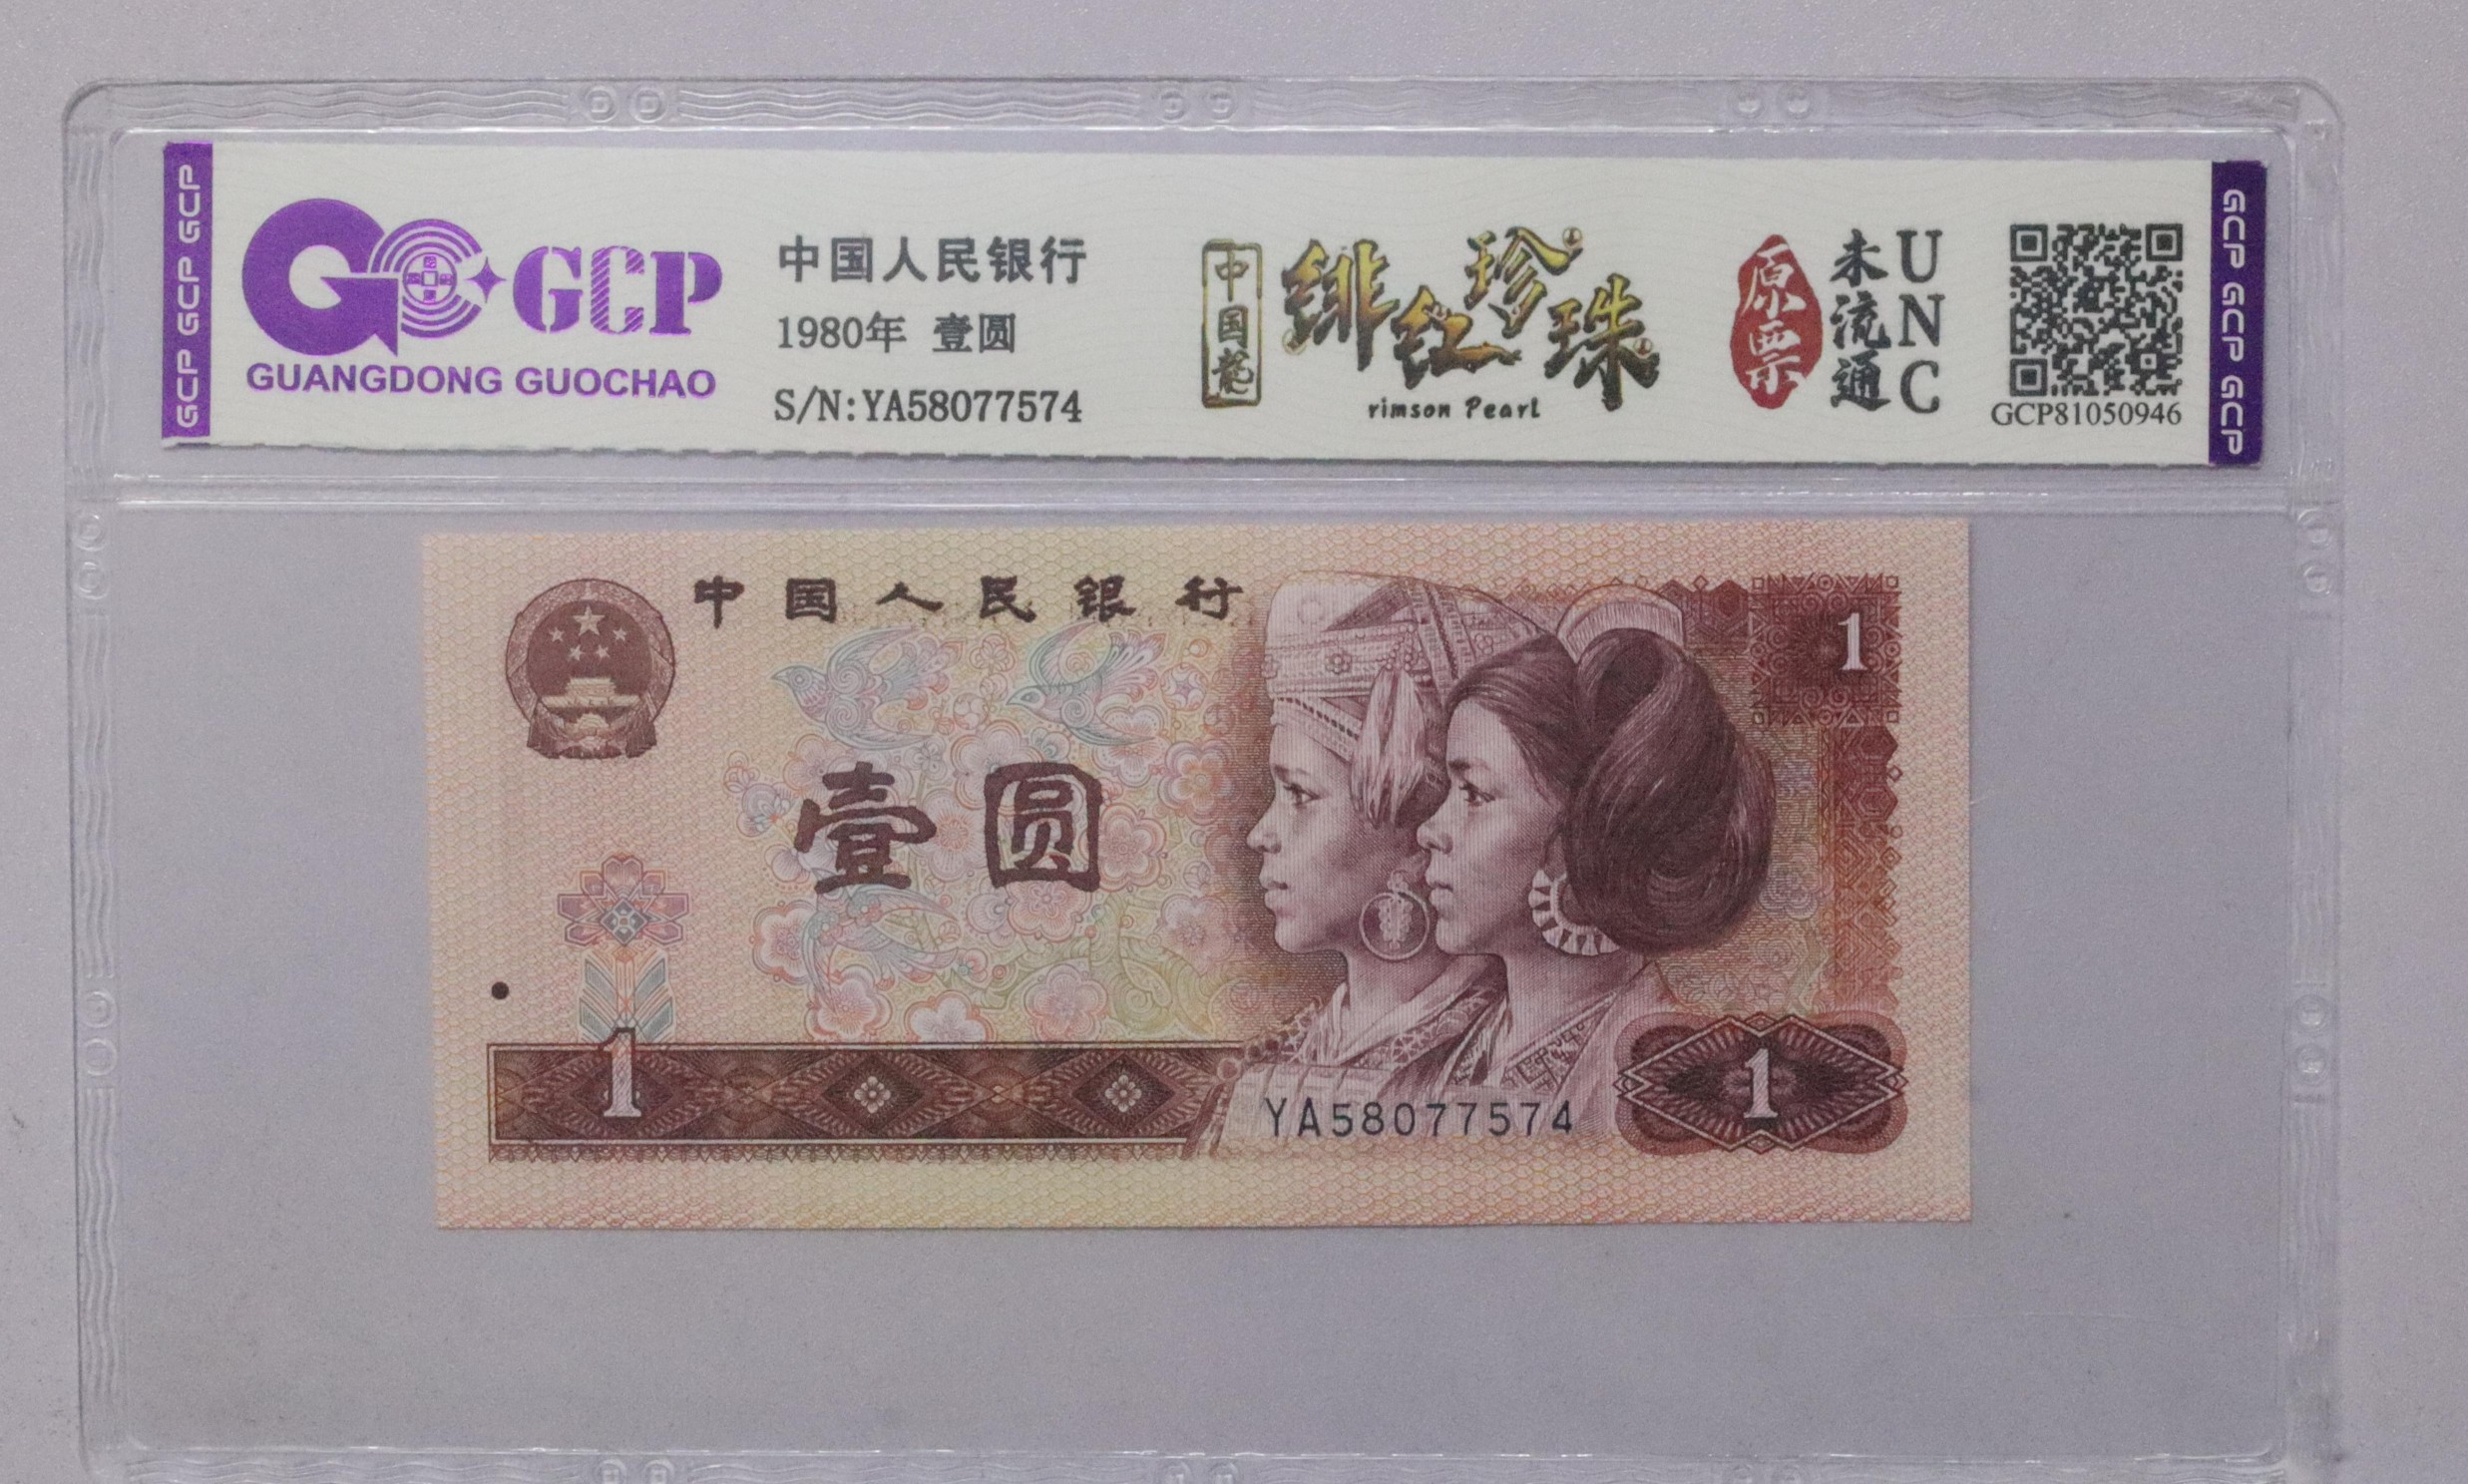 GCP GCP GCP
GCP
GUANGDONG GUOCHAO
中国人民银行
1980年 壹圆
S/N:YA58077574
中国龍
绯红珍珠
rimson Pearl
原票
未流通
UNC
GCP81050946
GCP GCP GCP
中国人民银行
1
壹圆
1
YA58077574
1